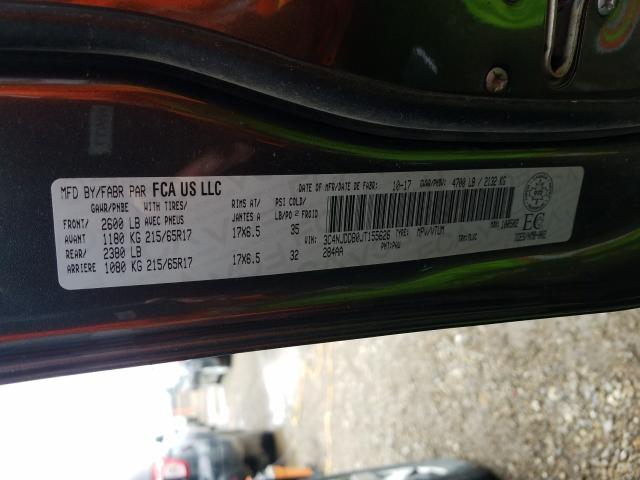 MFD BY/FABR PAR FCA US LLC
DATE OF MFR/DATE DE FABR: 10-17 GVWR/PNBV: 4700 LB / 2132 KG
GAWR/PNBE WITH TIRES/ RIMS AT/ PSI COLD/
AVEC PNEUS JANTES A LB/PO² FROID
FRONT/ 2600 LB
AVANT 1180 KG 215/65R17 17X6.5 35
REAR/ 2380 LB
ARRIERE 1080 KG 215/65R17 17X6.5 32
VIN: 3C4NJDDB0JT155626 TYPE: MPV/VTUM
284AA
EC